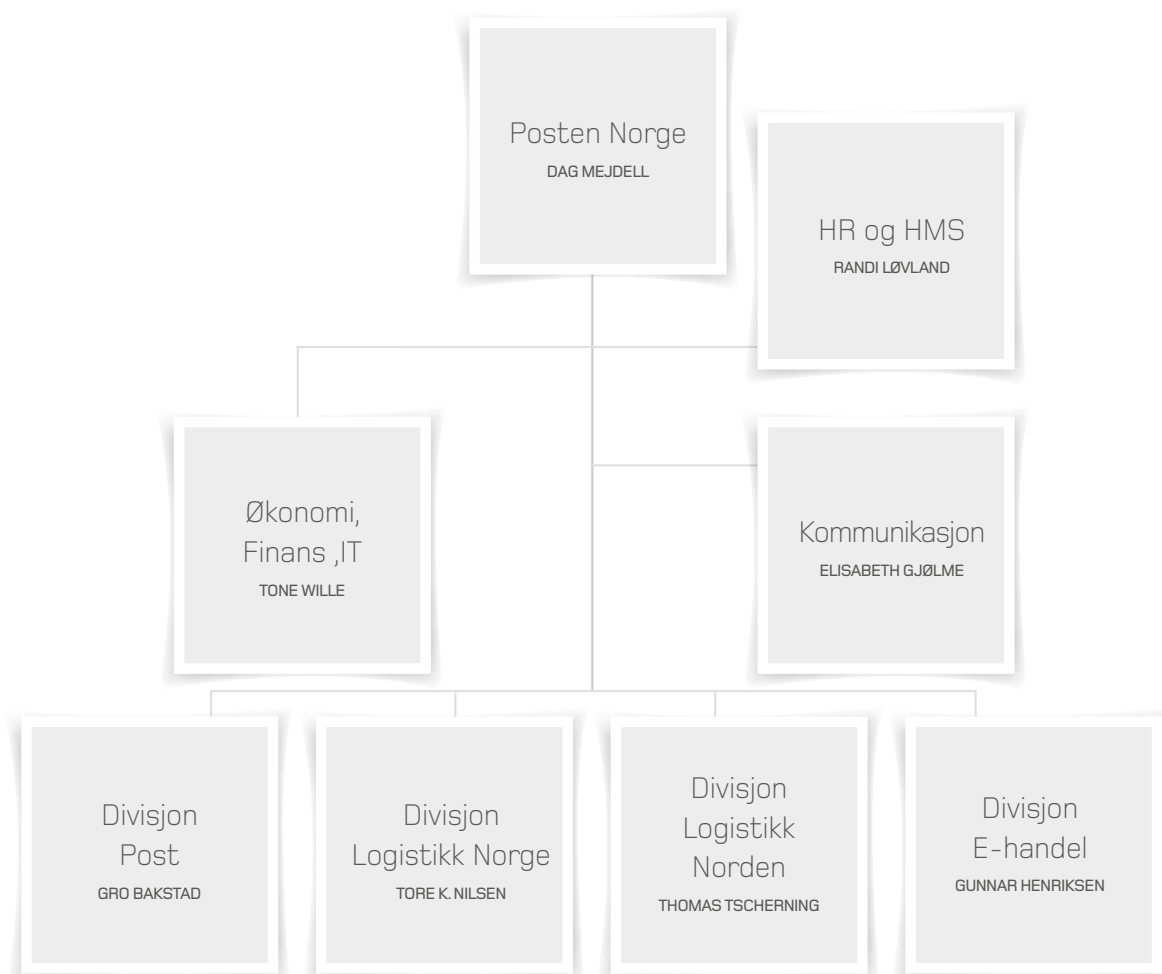 Posten Norge
DAG MEJDELL
HR og HMS
RANDI LØVLAND
Økonomi,
Finans ,IT
TONE WILLE
Kommunikasjon
ELISABETH GJØLME
Divisjon
Post
GRO BAKSTAD
Divisjon
Logistikk Norge
TORE K. NILSEN
Divisjon
Logistikk
Norden
THOMAS TSCHERNING
Divisjon
E-handel
GUNNAR HENRIKSEN